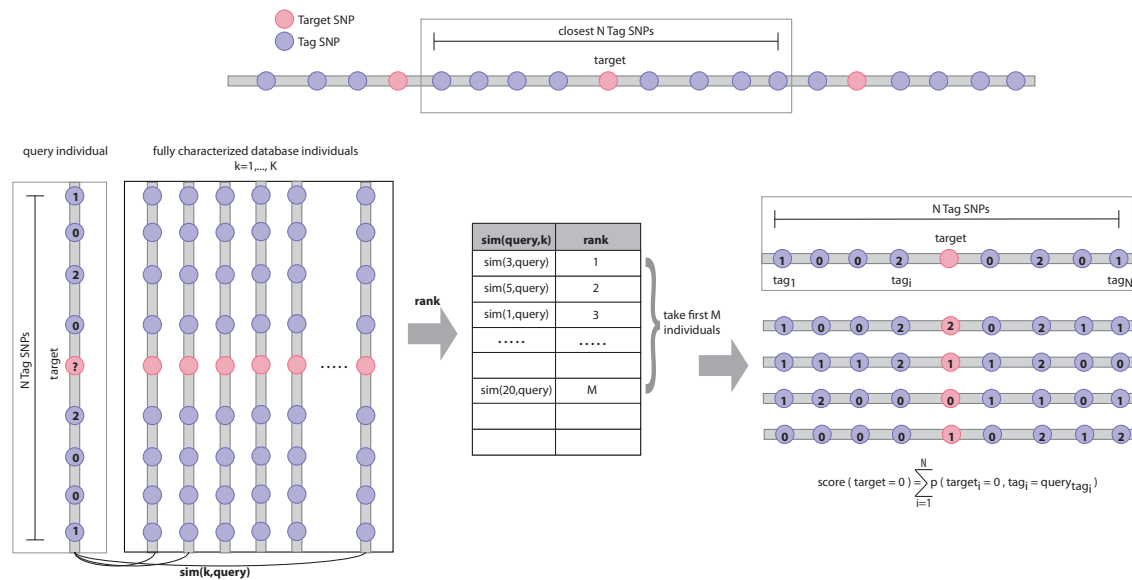 Target SNP
Tag SNP
closest N Tag SNPs
target
query individual
fully characterized database individuals
k=1,..., K
N Tag SNPs
target
1
0
2
0
?
2
0
0
1
.....
sim(k,query)
rank
sim(query,k) rank
sim(3,query) 1
sim(5,query) 2
sim(1,query) 3
..... .....
sim(20,query) M
take first M
individuals
N Tag SNPs
target
1 0 0 2 0 2 0 1
tag1 tagi tagN
1 0 0 2 2 0 2 1 1
1 1 1 2 1 1 2 0 0
1 2 0 0 0 1 1 0 1
0 0 0 0 1 0 2 1 2
N
score ( target = 0 ) = ∑ p ( targeti = 0 , tagi = querytagi )
i=1